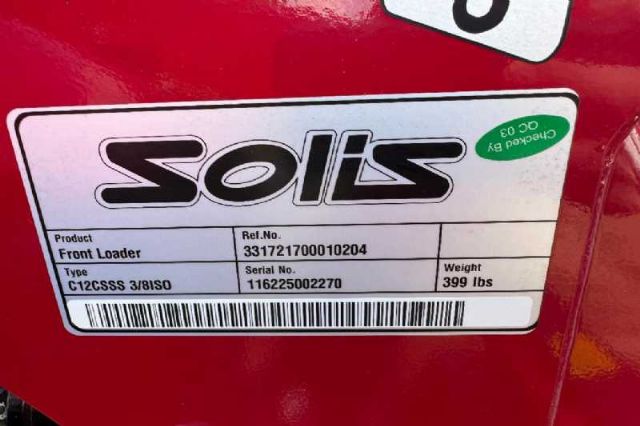 Solis
Checked By
QC 03
Product
Front Loader
Ref.No.
331721700010204
Type
C12CSSS 3/8ISO
Serial No.
116225002270
Weight
399 lbs